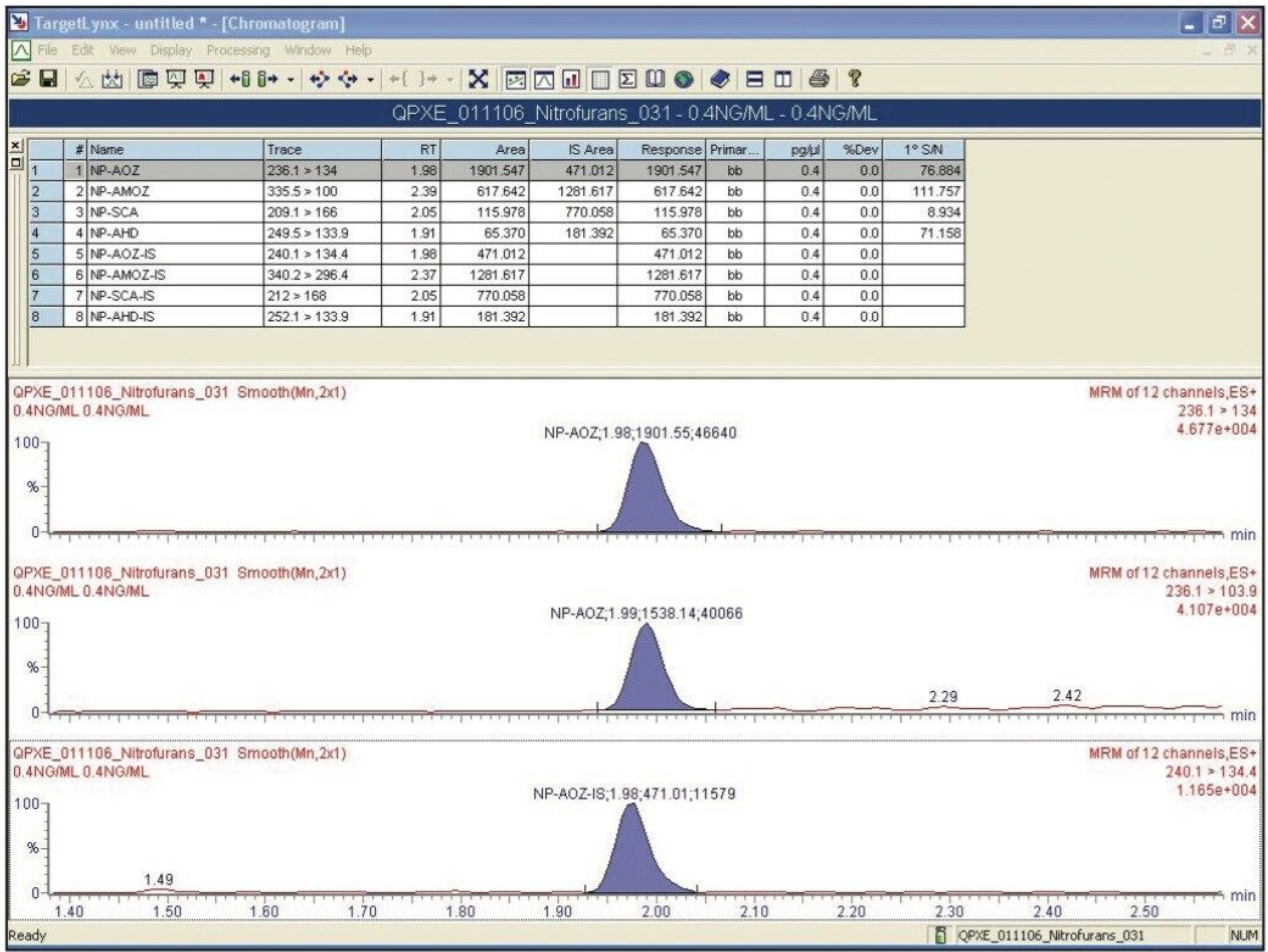 TargetLynx - untitled * - [Chromatogram]
File Edit View Display Processing Window Help
QPXE_011106_Nitrofurans_031 - 0.4NG/ML - 0.4NG/ML
# Name Trace RT Area IS Area Response Primar... pg/µl %Dev 1° S/N
1 1 NP-AOZ 236.1 > 134 1.98 1901.547 471.012 1901.547 bb 0.4 0.0 76.884
2 2 NP-AMOZ 335.5 > 100 2.39 617.642 1281.617 617.642 bb 0.4 0.0 111.757
3 3 NP-SCA 209.1 > 166 2.05 115.978 770.058 115.978 bb 0.4 0.0 8.934
4 4 NP-AHD 249.5 > 133.9 1.91 65.370 181.392 65.370 bb 0.4 0.0 71.158
5 5 NP-AOZ-IS 240.1 > 134.4 1.98 471.012 471.012 bb 0.4 0.0
6 6 NP-AMOZ-IS 340.2 > 296.4 2.37 1281.617 1281.617 bb 0.4 0.0
7 7 NP-SCA-IS 212 > 168 2.05 770.058 770.058 bb 0.4 0.0
8 8 NP-AHD-IS 252.1 > 133.9 1.91 181.392 181.392 bb 0.4 0.0
QPXE_011106_Nitrofurans_031 Smooth(Mn,2x1) MRM of 12 channels,ES+
0.4NG/ML 0.4NG/ML 236.1 > 134
4.677e+004
NP-AOZ;1.98;1901.55;46640
100
%
0
min
QPXE_011106_Nitrofurans_031 Smooth(Mn,2x1) MRM of 12 channels,ES+
0.4NG/ML 0.4NG/ML 236.1 > 103.9
4.107e+004
NP-AOZ;1.99;1538.14;40066
100
%
2.29 2.42
0
min
QPXE_011106_Nitrofurans_031 Smooth(Mn,2x1) MRM of 12 channels,ES+
0.4NG/ML 0.4NG/ML 240.1 > 134.4
1.165e+004
NP-AOZ-IS;1.98;471.01;11579
100
%
1.49
0
min
1.40 1.50 1.60 1.70 1.80 1.90 2.00 2.10 2.20 2.30 2.40 2.50
Ready QPXE_011106_Nitrofurans_031 NUM